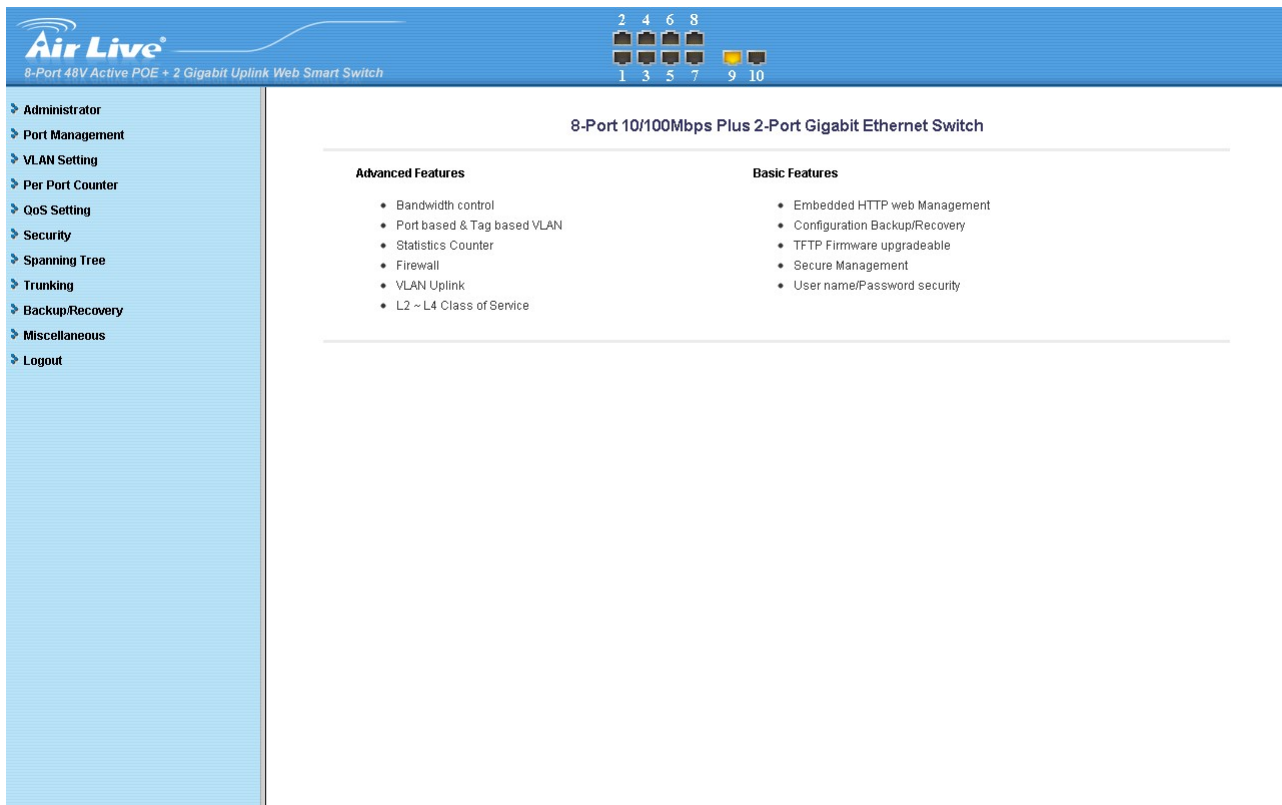 Air Live®
8-Port 48V Active POE + 2 Gigabit Uplink Web Smart Switch
2 4 6 8
1 3 5 7 9 10
Administrator
Port Management
VLAN Setting
Per Port Counter
QoS Setting
Security
Spanning Tree
Trunking
Backup/Recovery
Miscellaneous
Logout
8-Port 10/100Mbps Plus 2-Port Gigabit Ethernet Switch
Advanced Features
• Bandwidth control
• Port based & Tag based VLAN
• Statistics Counter
• Firewall
• VLAN Uplink
• L2 ~ L4 Class of Service
Basic Features
• Embedded HTTP web Management
• Configuration Backup/Recovery
• TFTP Firmware upgradeable
• Secure Management
• User name/Password security